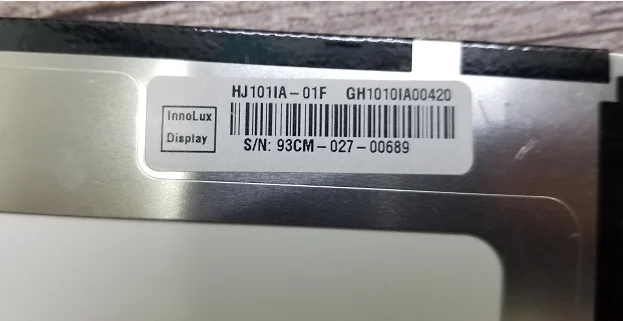 HJ101IA-01F GH1010IA00420
InnoLux
Display
S/N: 93CM-027-00689